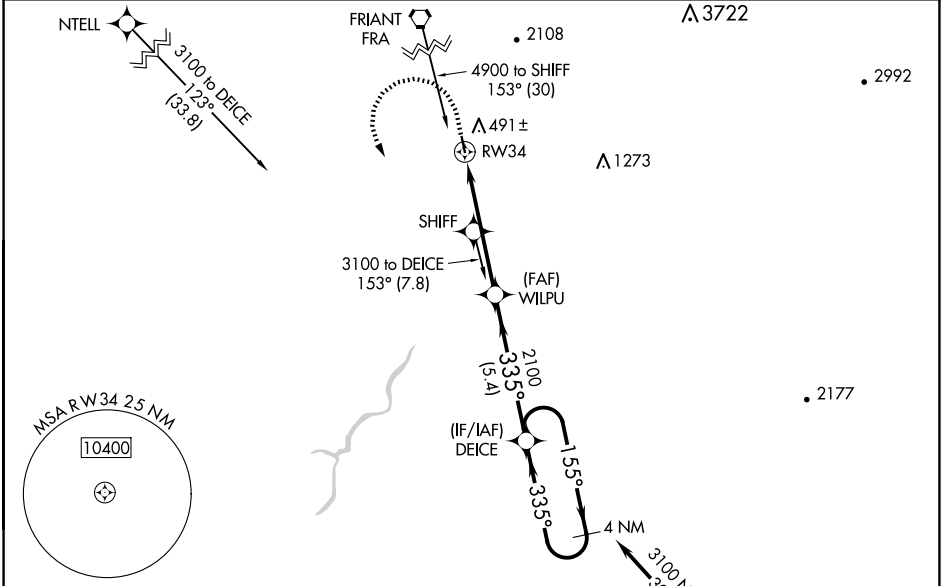 NTELL
3100 to DEICE
123°
(33.8)
FRIANT
FRA
2108
3722
4900 to SHIFF
153° (30)
2992
491±
RW34
1273
SHIFF
3100 to DEICE
153° (7.8)
(FAF)
WILPU
2100
335°
(5.4)
2177
MSA RW34 25 NM
10400
(IF/IAF)
DEICE
155°
335°
4 NM
3100